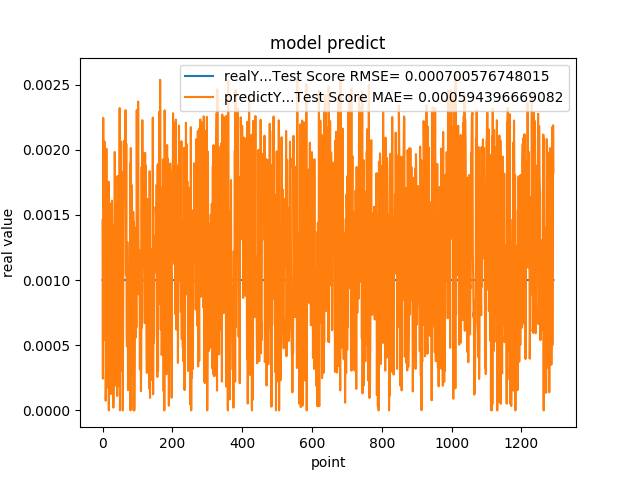 model predict
realY...Test Score RMSE= 0.000700576748015
predictY...Test Score MAE= 0.000594396669082
0.0025
0.0020
0.0015
0.0010
0.0005
0.0000
real value
0 200 400 600 800 1000 1200
point